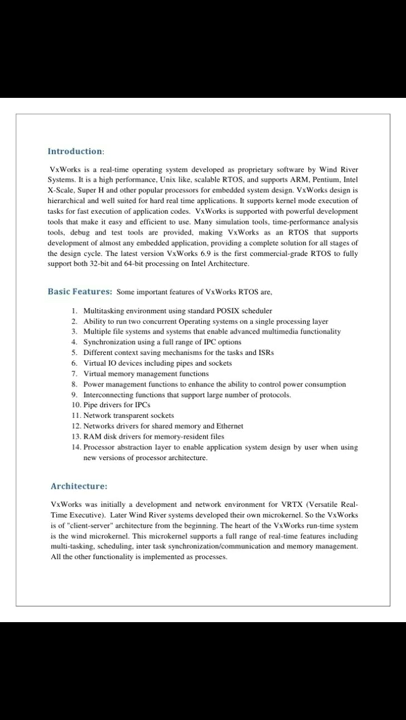 Introduction:
VxWorks is a real-time operating system developed as proprietary software by Wind River
Systems. It is a high performance, Unix like, scalable RTOS, and supports ARM, Pentium, Intel
X-Scale, Super H and other popular processors for embedded system design. VxWorks design is
hierarchical and well suited for hard real time applications. It supports kernel mode execution of
tasks for fast execution of application codes. VxWorks is supported with powerful development
tools that make it easy and efficient to use. Many simulation tools, time-performance analysis
tools, debug and test tools are provided, making VxWorks as an RTOS that supports
development of almost any embedded application, providing a complete solution for all stages of
the design cycle. The latest version VxWorks 6.9 is the first commercial-grade RTOS to fully
support both 32-bit and 64-bit processing on Intel Architecture.
Basic Features: Some important features of VxWorks RTOS are,
1. Multitasking environment using standard POSIX scheduler
2. Ability to run two concurrent Operating systems on a single processing layer
3. Multiple file systems and systems that enable advanced multimedia functionality
4. Synchronization using a full range of IPC options
5. Different context saving mechanisms for the tasks and ISRs
6. Virtual IO devices including pipes and sockets
7. Virtual memory management functions
8. Power management functions to enhance the ability to control power consumption
9. Interconnecting functions that support large number of protocols.
10. Pipe drivers for IPCs
11. Network transparent sockets
12. Networks drivers for shared memory and Ethernet
13. RAM disk drivers for memory-resident files
14. Processor abstraction layer to enable application system design by user when using
new versions of processor architecture.
Architecture:
VxWorks was initially a development and network environment for VRTX (Versatile Real-
Time Executive). Later Wind River systems developed their own microkernel. So the VxWorks
is of "client-server" architecture from the beginning. The heart of the VxWorks run-time system
is the wind microkernel. This microkernel supports a full range of real-time features including
multi-tasking, scheduling, inter task synchronization/communication and memory management.
All the other functionality is implemented as processes.